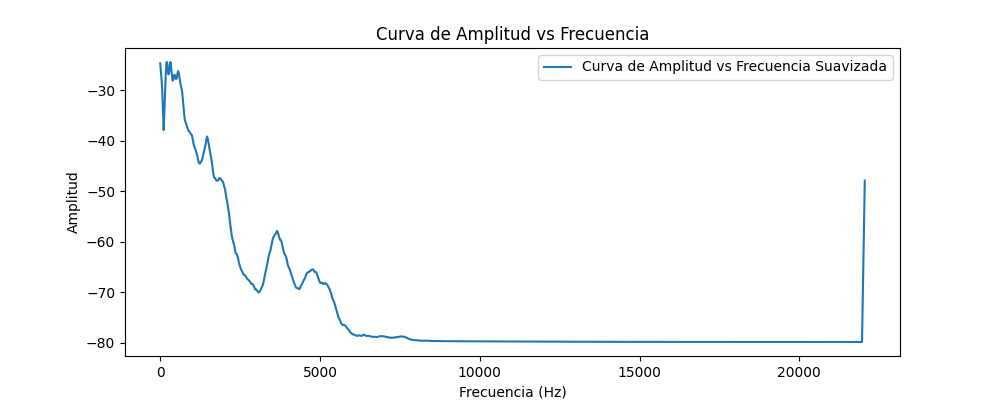 Curva de Amplitud vs Frecuencia
Curva de Amplitud vs Frecuencia Suavizada
Amplitud
−30
−40
−50
−60
−70
−80
0 5000 10000 15000 20000
Frecuencia (Hz)